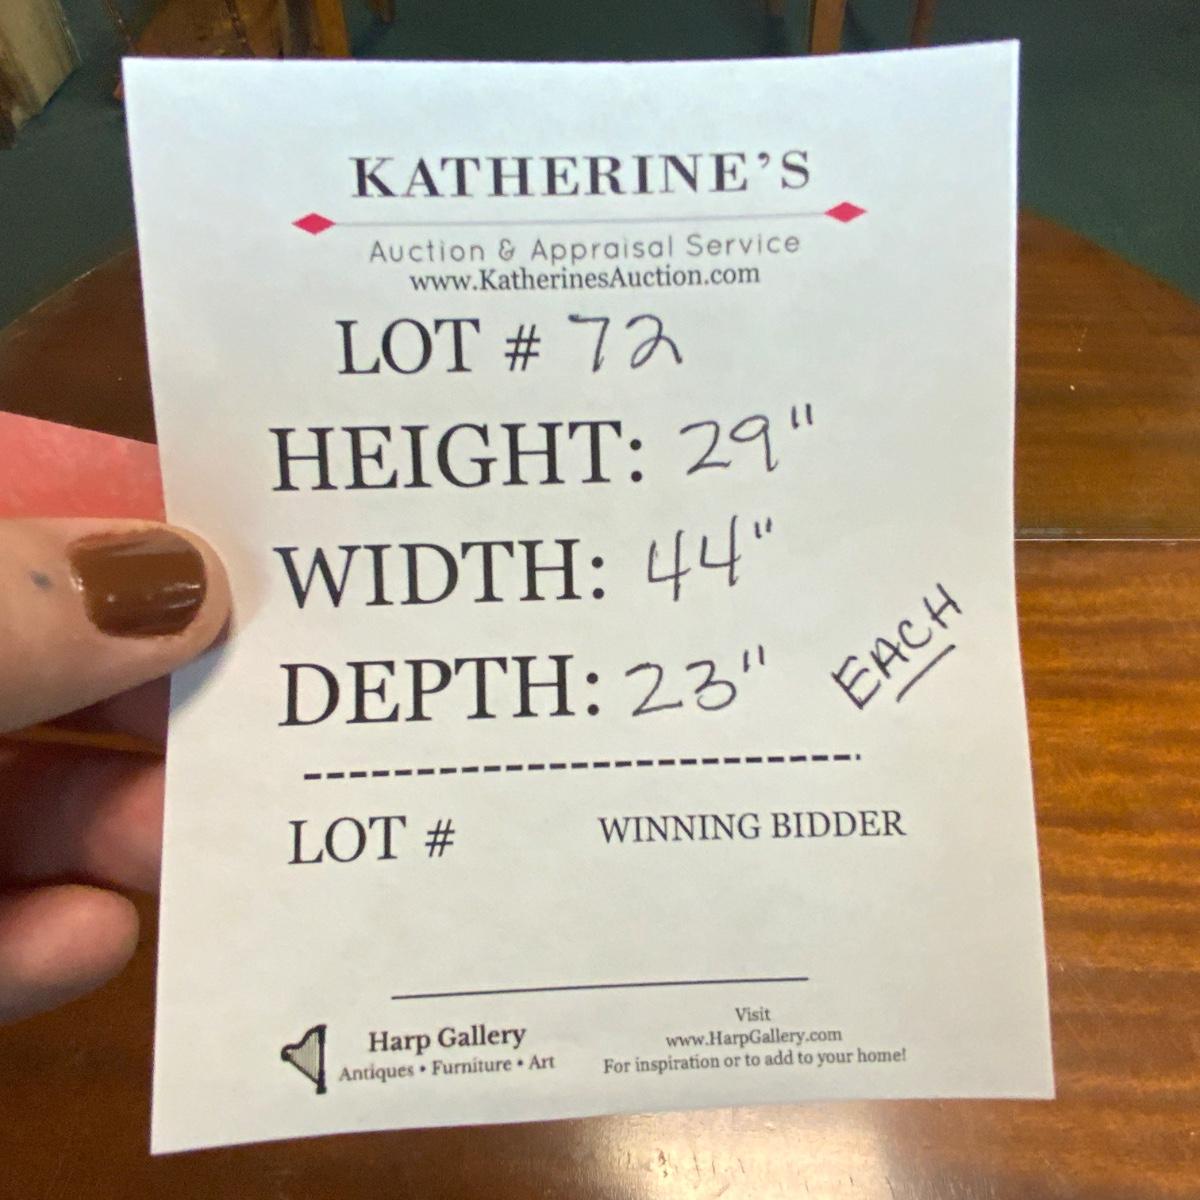 KATHERINE'S
Auction & Appraisal Service
www.KatherinesAuction.com
LOT # 72
HEIGHT: 29"
WIDTH: 44"
DEPTH: 23" EACH
LOT # WINNING BIDDER
Harp Gallery
Antiques • Furniture • Art
Visit
www.HarpGallery.com
For inspiration or to add to your home!